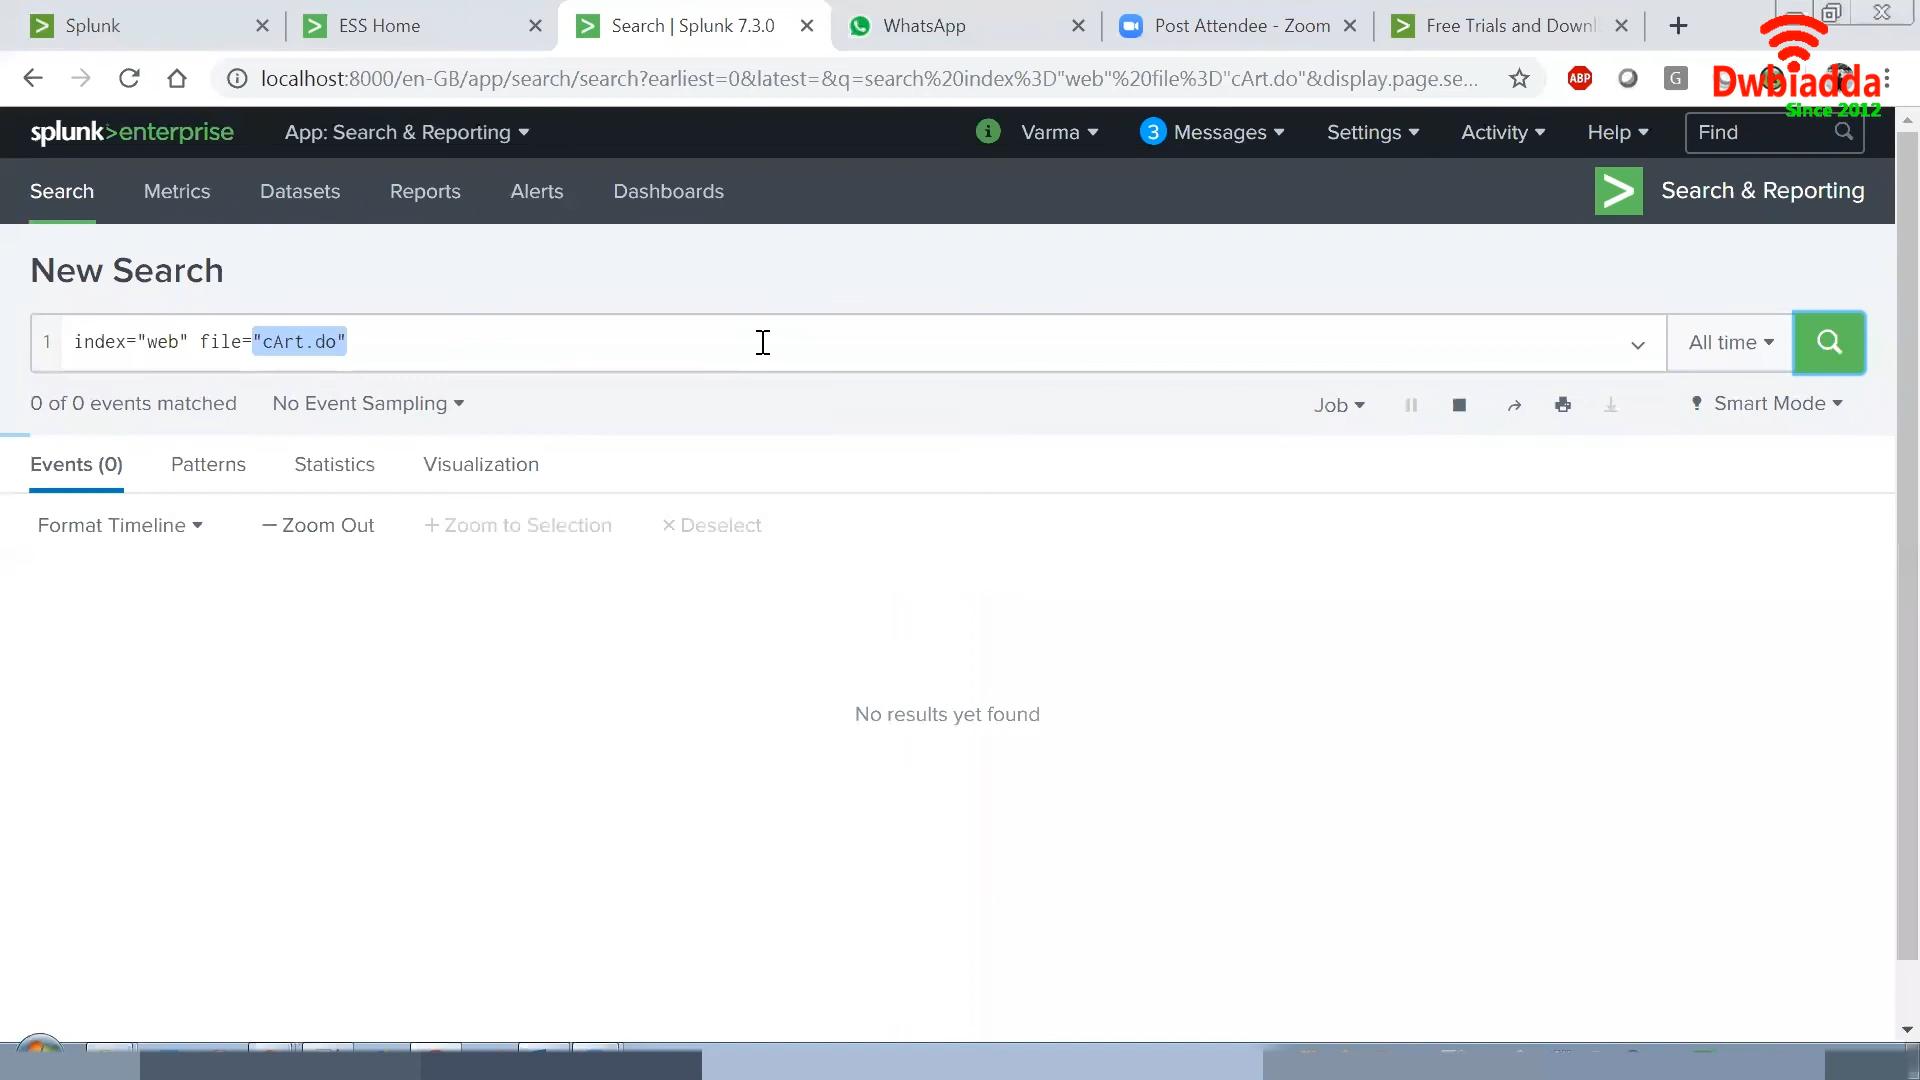 Splunk
ESS Home
Search | Splunk 7.3.0
WhatsApp
Post Attendee - Zoom
Free Trials and Downl
localhost:8000/en-GB/app/search/search?earliest=0&latest=&q=search%20index%3D"web"%20file%3D"cArt.do"&display.page.se...
ABP
G
Dwbiadda
Since 2012
splunk>enterprise
App: Search & Reporting
i
Varma
3 Messages
Settings
Activity
Help
Find
Search
Metrics
Datasets
Reports
Alerts
Dashboards
Search & Reporting
New Search
1 index="web" file="cArt.do"
All time
0 of 0 events matched
No Event Sampling
Job
Smart Mode
Events (0)
Patterns
Statistics
Visualization
Format Timeline
— Zoom Out
+ Zoom to Selection
× Deselect
No results yet found